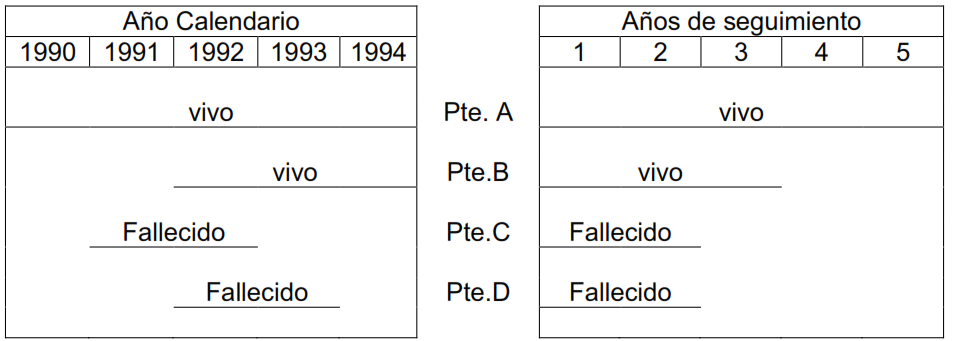 Año Calendario Años de seguimiento
1990 1991 1992 1993 1994 1 2 3 4 5
vivo Pte. A vivo
vivo Pte.B vivo
Fallecido Pte.C Fallecido
Fallecido Pte.D Fallecido